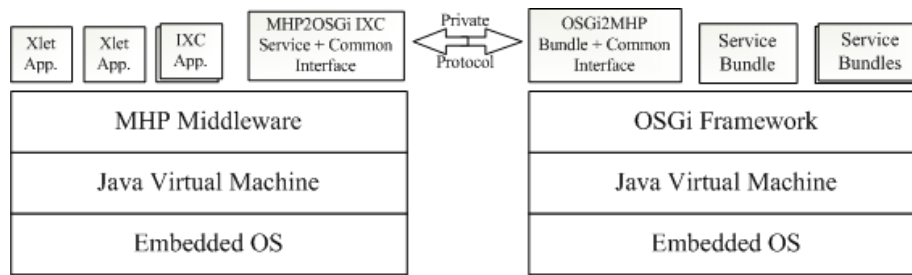 Xlet
App.
Xlet
App.
IXC
App.
MHP2OSGi IXC
Service + Common
Interface
Private
Protocol
OSGi2MHP
Bundle + Common
Interface
Service
Bundle
Service
Bundles
MHP Middleware
Java Virtual Machine
Embedded OS
OSGi Framework
Java Virtual Machine
Embedded OS